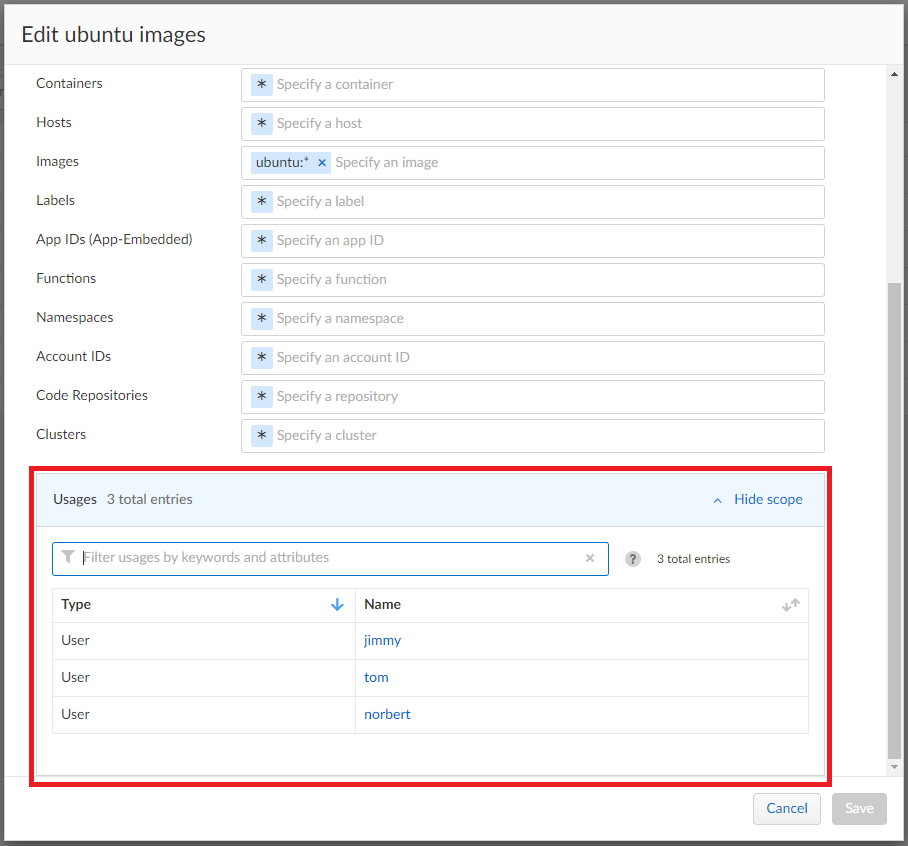 Edit ubuntu images
Containers * Specify a container
Hosts * Specify a host
Images ubuntu:* × Specify an image
Labels * Specify a label
App IDs (App-Embedded) * Specify an app ID
Functions * Specify a function
Namespaces * Specify a namespace
Account IDs * Specify an account ID
Code Repositories * Specify a repository
Clusters * Specify a cluster
Usages 3 total entries Hide scope
Filter usages by keywords and attributes × ? 3 total entries
Type Name
User jimmy
User tom
User norbert
Cancel Save